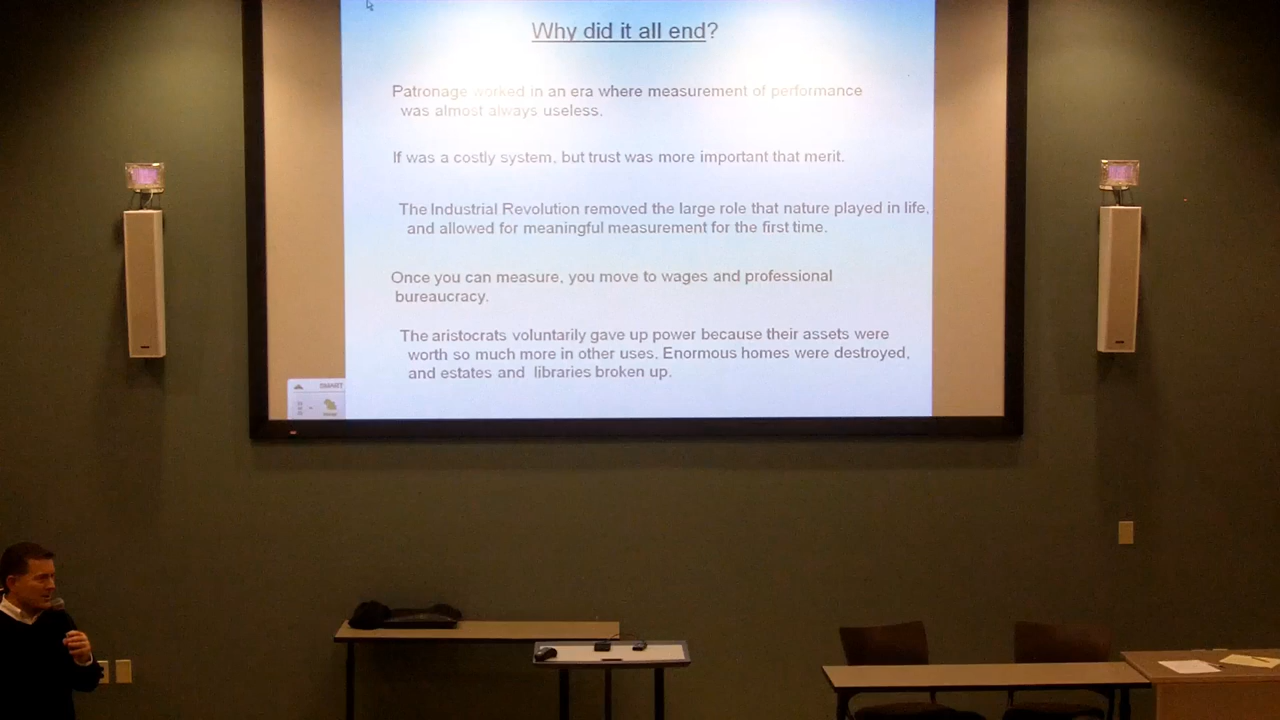 Why did it all end?
Patronage worked in an era where measurement of performance
was almost always useless.
If was a costly system, but trust was more important that merit.
The Industrial Revolution removed the large role that nature played in life,
and allowed for meaningful measurement for the first time.
Once you can measure, you move to wages and professional
bureaucracy.
The aristocrats voluntarily gave up power because their assets were
worth so much more in other uses. Enormous homes were destroyed,
and estates and libraries broken up.
SMART